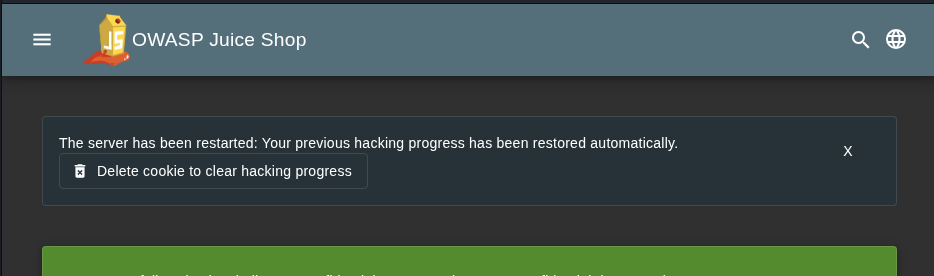 JS OWASP Juice Shop
The server has been restarted: Your previous hacking progress has been restored automatically.
X
Delete cookie to clear hacking progress